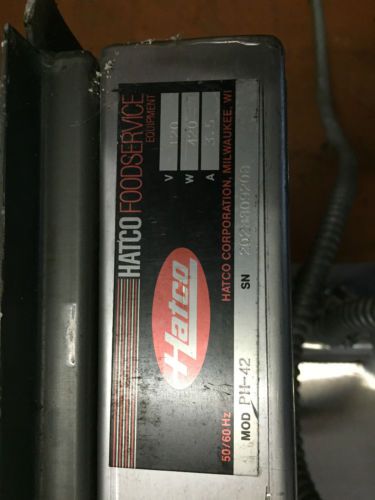 HATCO FOODSERVICE
EQUIPMENT
V 120
W 420
A 3.5
Hatco
HATCO CORPORATION, MILWAUKEE, WI
50/60 Hz
MOD PH-42
SN